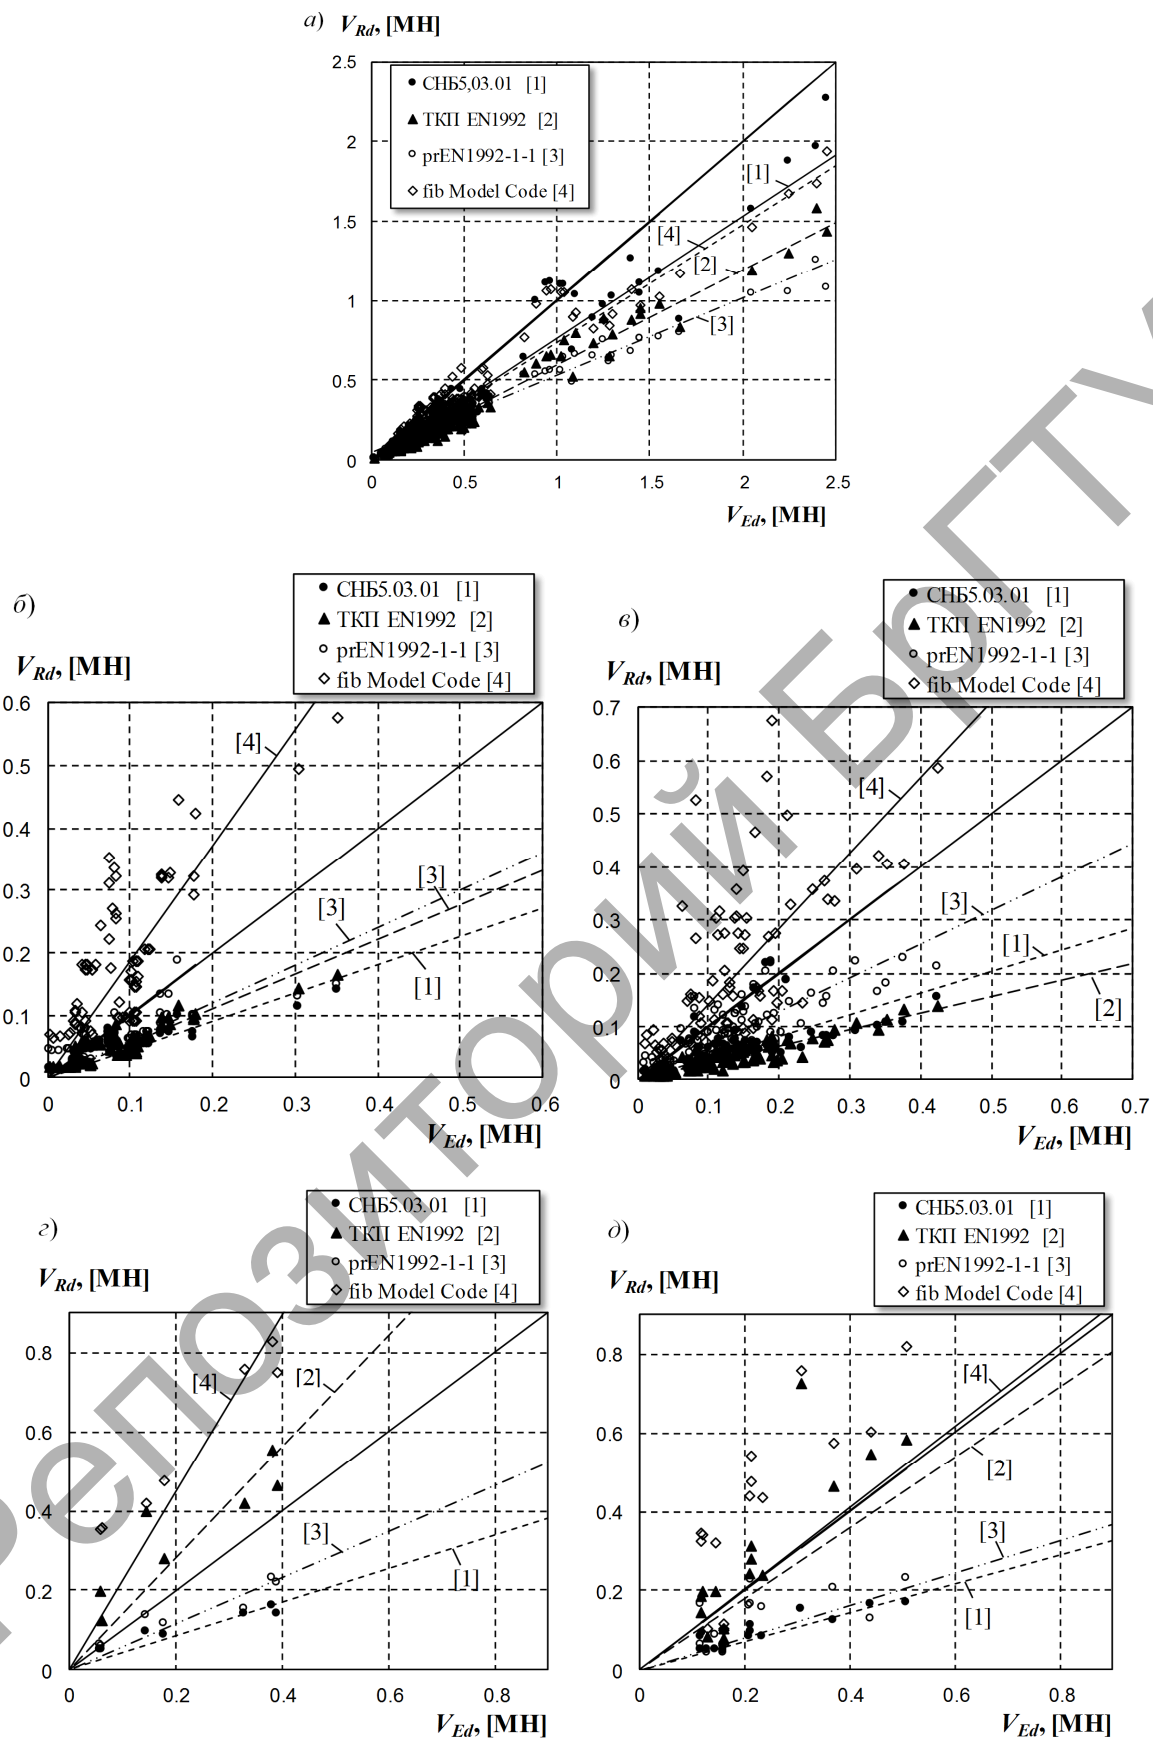 а) VRd, [МН]
2.5
2
1.5
1
0.5
0
СНБ5,03.01 [1]
ТКП EN1992 [2]
prEN1992-1-1 [3]
fib Model Code [4]
[1]
[4]
[2]
[3]
0 0.5 1 1.5 2 2.5
VEd, [МН]
б)
СНБ5.03.01 [1]
ТКП EN1992 [2]
prEN1992-1-1 [3]
fib Model Code [4]
VRd, [МН]
0.6
0.5
0.4
0.3
0.2
0.1
0
[4]
[3]
[3]
[1]
0 0.1 0.2 0.3 0.4 0.5 0.6
VEd, [МН]
в)
СНБ5.03.01 [1]
ТКП EN1992 [2]
prEN1992-1-1 [3]
fib Model Code [4]
VRd, [МН]
0.7
0.6
0.5
0.4
0.3
0.2
0.1
0
[4]
[3]
[1]
[2]
0 0.1 0.2 0.3 0.4 0.5 0.6 0.7
VEd, [МН]
г)
СНБ5.03.01 [1]
ТКП EN1992 [2]
prEN1992-1-1 [3]
fib Model Code [4]
VRd, [МН]
0.8
0.6
0.4
0.2
0
[4]
[2]
[3]
[1]
0 0.2 0.4 0.6 0.8
VEd, [МН]
д)
СНБ5.03.01 [1]
ТКП EN1992 [2]
prEN1992-1-1 [3]
fib Model Code [4]
VRd, [МН]
0.8
0.6
0.4
0.2
0
[4]
[2]
[3]
[1]
0 0.2 0.4 0.6 0.8
VEd, [МН]
Репозиторий БрГТУ